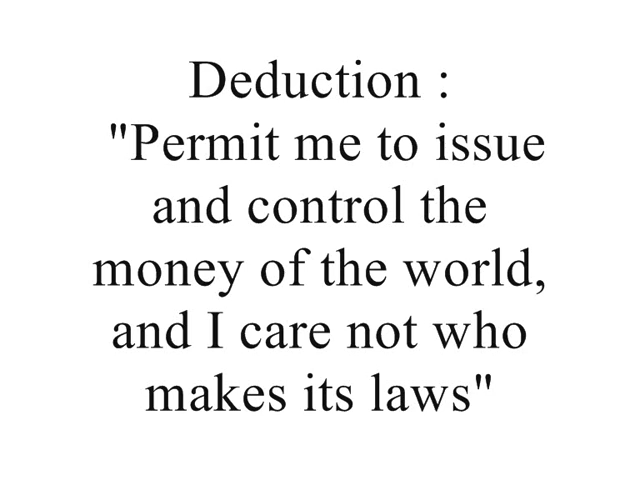 Deduction :
"Permit me to issue
and control the
money of the world,
and I care not who
makes its laws"